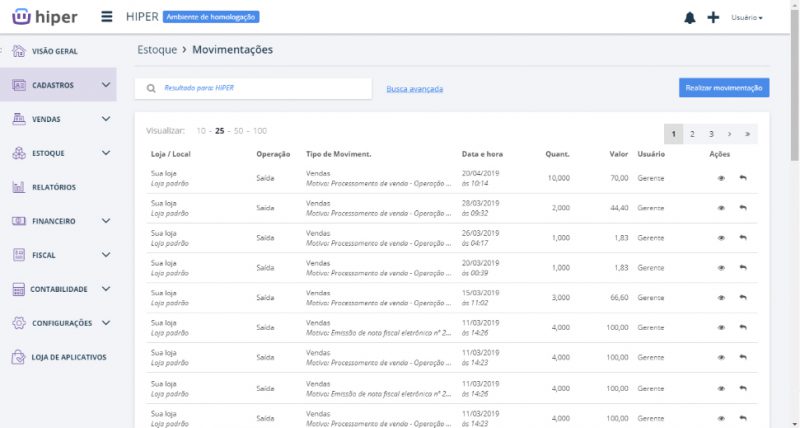 hiper
HIPER Ambiente de homologação
Usuário
VISÃO GERAL
CADASTROS
VENDAS
ESTOQUE
RELATÓRIOS
FINANCEIRO
FISCAL
CONTABILIDADE
CONFIGURAÇÕES
LOJA DE APLICATIVOS
Estoque > Movimentações
Resultado para: HIPER
Busca avançada
Realizar movimentação
Visualizar: 10 - 25 - 50 - 100
1 2 3 > »
Loja / Local Operação Tipo de Moviment. Data e hora Quant. Valor Usuário Ações
Sua loja Saída Vendas 20/04/2019 10,000 70,00 Gerente
Loja padrão Motivo: Processamento de venda - Operação ... às 10:14
Sua loja Saída Vendas 28/03/2019 2,000 44,40 Gerente
Loja padrão Motivo: Processamento de venda - Operação ... às 09:32
Sua loja Saída Vendas 26/03/2019 1,000 1,83 Gerente
Loja padrão Motivo: Processamento de venda - Operação ... às 04:17
Sua loja Saída Vendas 20/03/2019 1,000 1,83 Gerente
Loja padrão Motivo: Processamento de venda - Operação ... às 00:39
Sua loja Saída Vendas 15/03/2019 3,000 66,60 Gerente
Loja padrão Motivo: Processamento de venda - Operação ... às 11:02
Sua loja Saída Vendas 11/03/2019 4,000 100,00 Gerente
Loja padrão Motivo: Emissão de nota fiscal eletrônica nº 2... às 14:26
Sua loja Saída Vendas 11/03/2019 4,000 100,00 Gerente
Loja padrão Motivo: Processamento de venda - Operação ... às 14:23
Sua loja Saída Vendas 11/03/2019 4,000 100,00 Gerente
Loja padrão Motivo: Emissão de nota fiscal eletrônica nº 2... às 14:26
Sua loja Saída Vendas 11/03/2019 4,000 100,00 Gerente
Loja padrão Motivo: Processamento de venda - Operação ... às 14:23